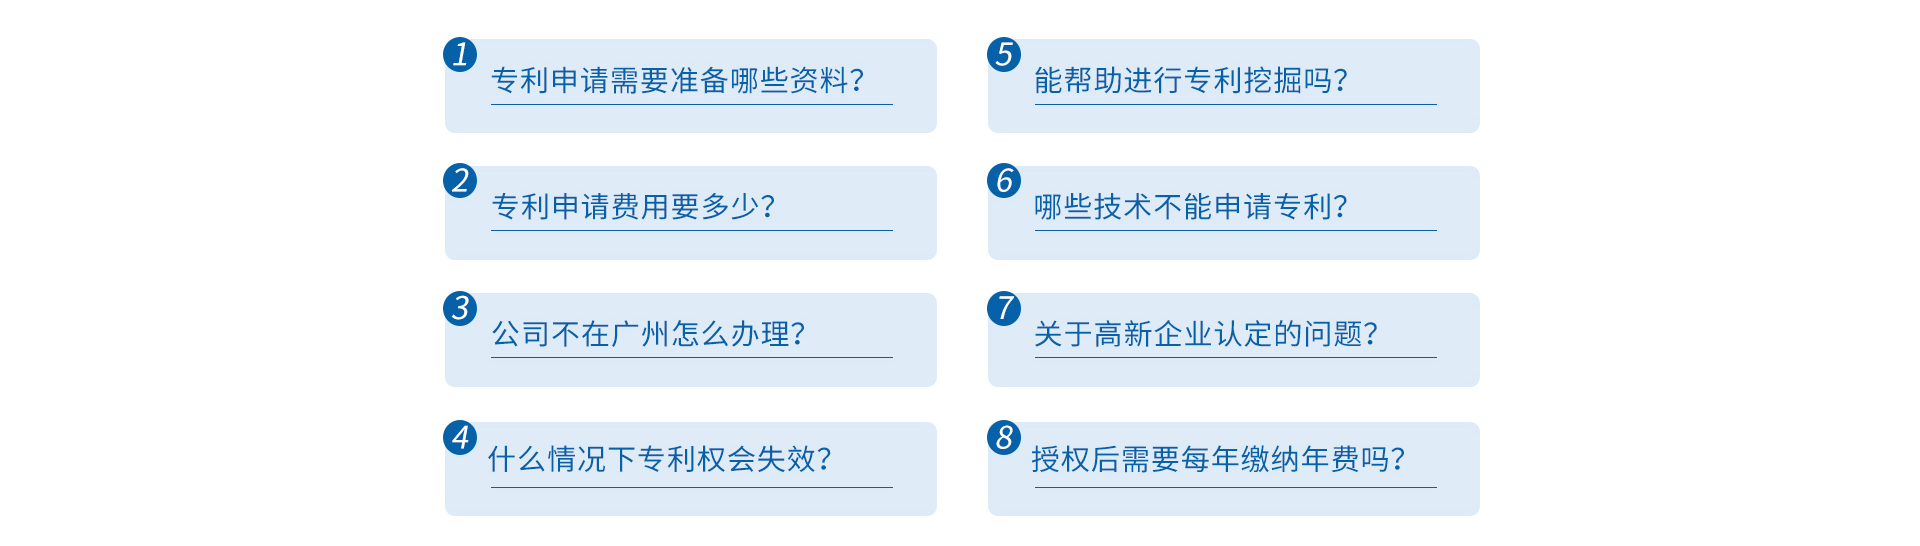 1 专利申请需要准备哪些资料？
2 专利申请费用要多少？
3 公司不在广州怎么办理？
4 什么情况下专利权会失效？
5 能帮助进行专利挖掘吗？
6 哪些技术不能申请专利？
7 关于高新企业认定的问题？
8 授权后需要每年缴纳年费吗？